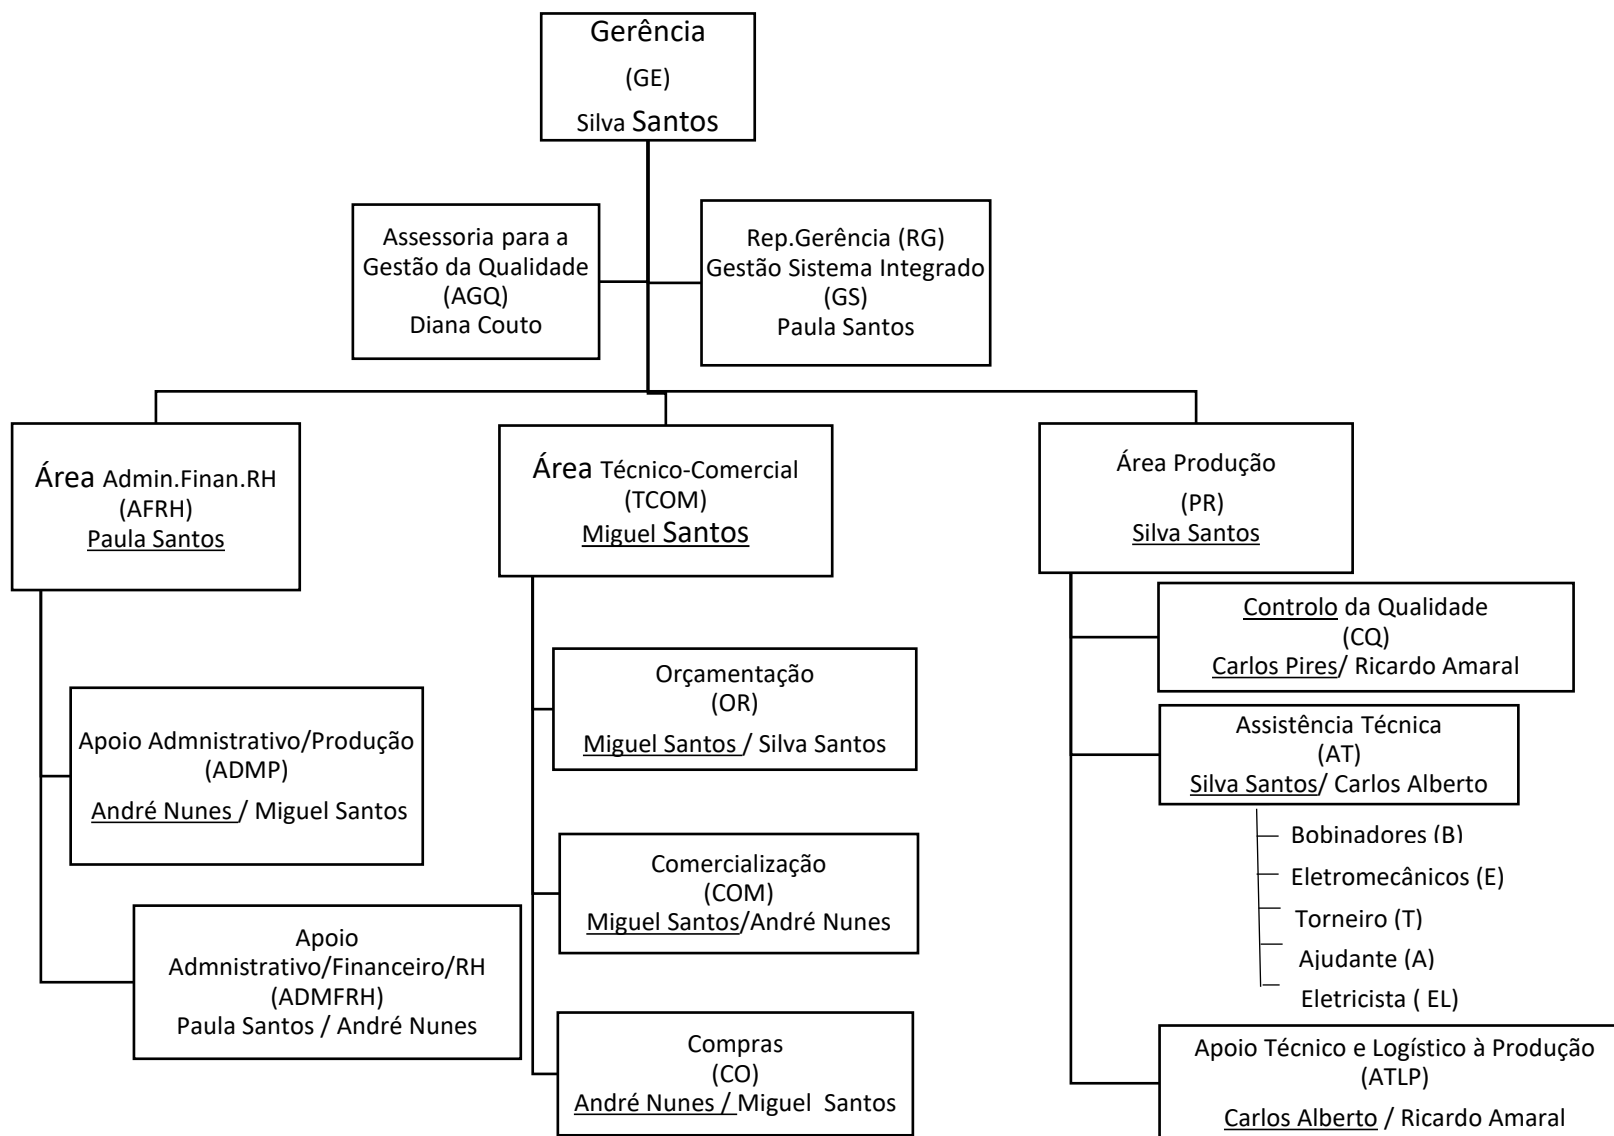 Gerência
(GE)
Silva Santos
Assessoria para a
Gestão da Qualidade
(AGQ)
Diana Couto
Rep.Gerência (RG)
Gestão Sistema Integrado
(GS)
Paula Santos
Área Admin.Finan.RH
(AFRH)
Paula Santos
Apoio Admnistrativo/Produção
(ADMP)
André Nunes / Miguel Santos
Apoio
Admnistrativo/Financeiro/RH
(ADMFRH)
Paula Santos / André Nunes
Área Técnico-Comercial
(TCOM)
Miguel Santos
Orçamentação
(OR)
Miguel Santos / Silva Santos
Comercialização
(COM)
Miguel Santos/André Nunes
Compras
(CO)
André Nunes / Miguel  Santos
Área Produção
(PR)
Silva Santos
Controlo da Qualidade
(CQ)
Carlos Pires/ Ricardo Amaral
Assistência Técnica
(AT)
Silva Santos/ Carlos Alberto
Bobinadores (B)
Eletromecânicos (E)
Torneiro (T)
Ajudante (A)
Eletricista ( EL)
Apoio Técnico e Logístico à Produção
(ATLP)
Carlos Alberto / Ricardo Amaral